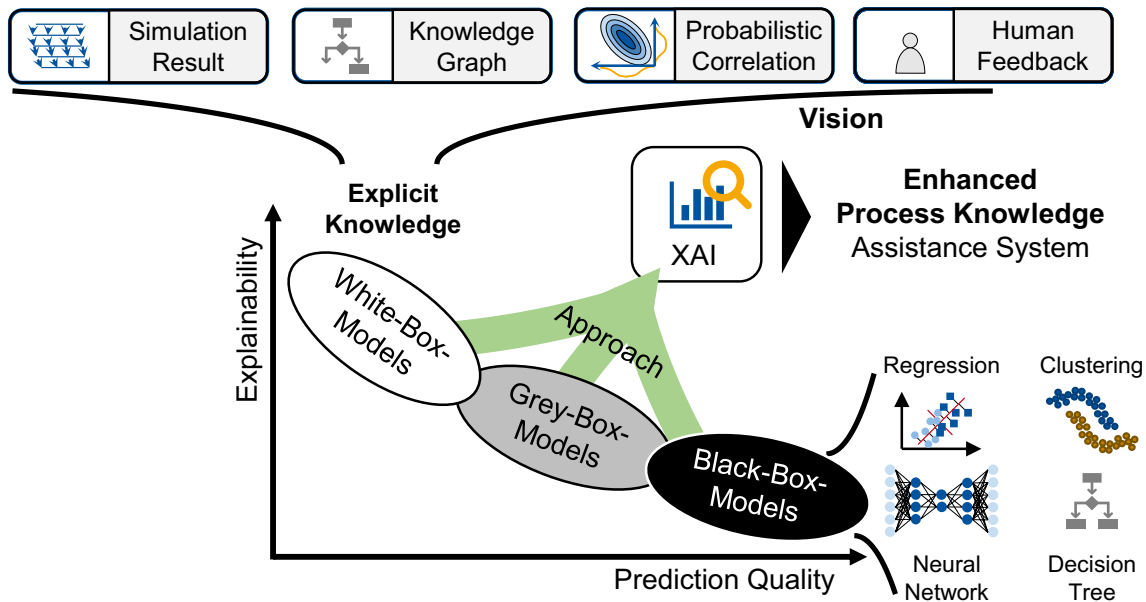 Simulation
Result
Knowledge
Graph
Probabilistic
Correlation
Human
Feedback
Vision
Explicit
Knowledge
XAI
Enhanced
Process Knowledge
Assistance System
Explainability
White-Box-
Models
Approach
Grey-Box-
Models
Black-Box-
Models
Regression
Clustering
Neural
Network
Decision
Tree
Prediction Quality